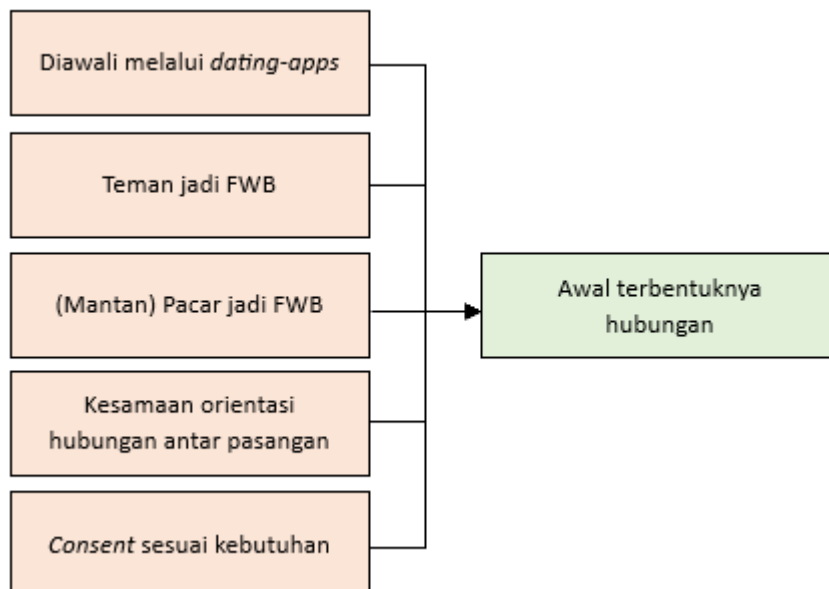 Diawali melalui dating-apps
Teman jadi FWB
(Mantan) Pacar jadi FWB
Kesamaan orientasi
hubungan antar pasangan
Consent sesuai kebutuhan
Awal terbentuknya
hubungan